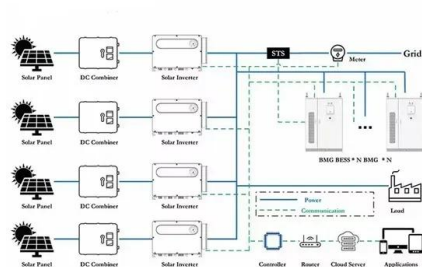 STS
Grid
Solar Panel
DC Combiner
Solar Inverter
Meter
Solar Panel
DC Combiner
Solar Inverter
BMG BESS * N BMG * N
Solar Panel
DC Combiner
Solar Inverter
Power
Communication
Load
Solar Panel
DC Combiner
Solar Inverter
Controller
Router
Cloud Server
Applications